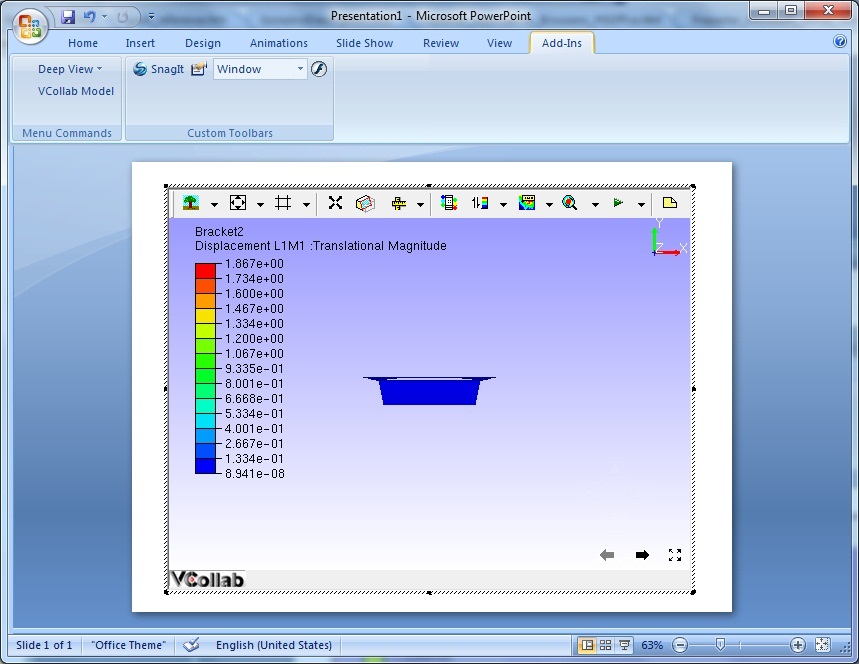 Presentation1 - Microsoft PowerPoint
Home Insert Design Animations Slide Show Review View Add-Ins
Deep View SnagIt Window
VCollab Model
Menu Commands Custom Toolbars
Y
Z X
Bracket2
Displacement L1M1 :Translational Magnitude
1.867e+00
1.734e+00
1.600e+00
1.467e+00
1.334e+00
1.200e+00
1.067e+00
9.335e-01
8.001e-01
6.668e-01
5.334e-01
4.001e-01
2.667e-01
1.334e-01
8.941e-08
VCollab
Slide 1 of 1 "Office Theme" English (United States) 63%